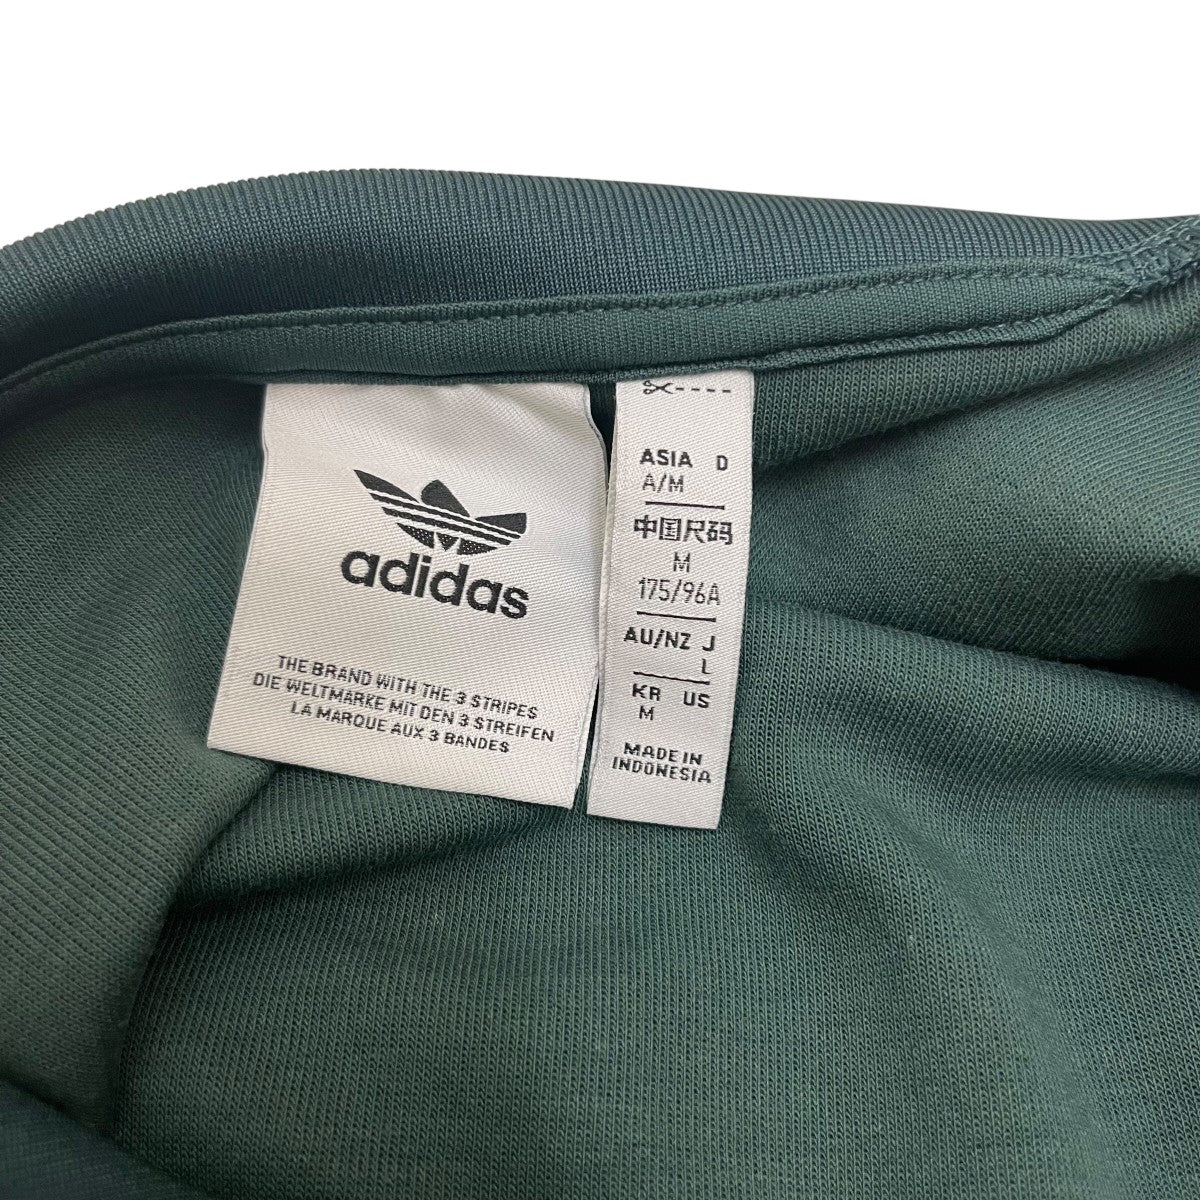 adidas
THE BRAND WITH THE 3 STRIPES
DIE WELTMARKE MIT DEN 3 STREIFEN
LA MARQUE AUX 3 BANDES
ASIA D
A/M
中国尺码
M
175/96A
AU/NZ J
L
KR US
M
MADE IN
INDONESIA